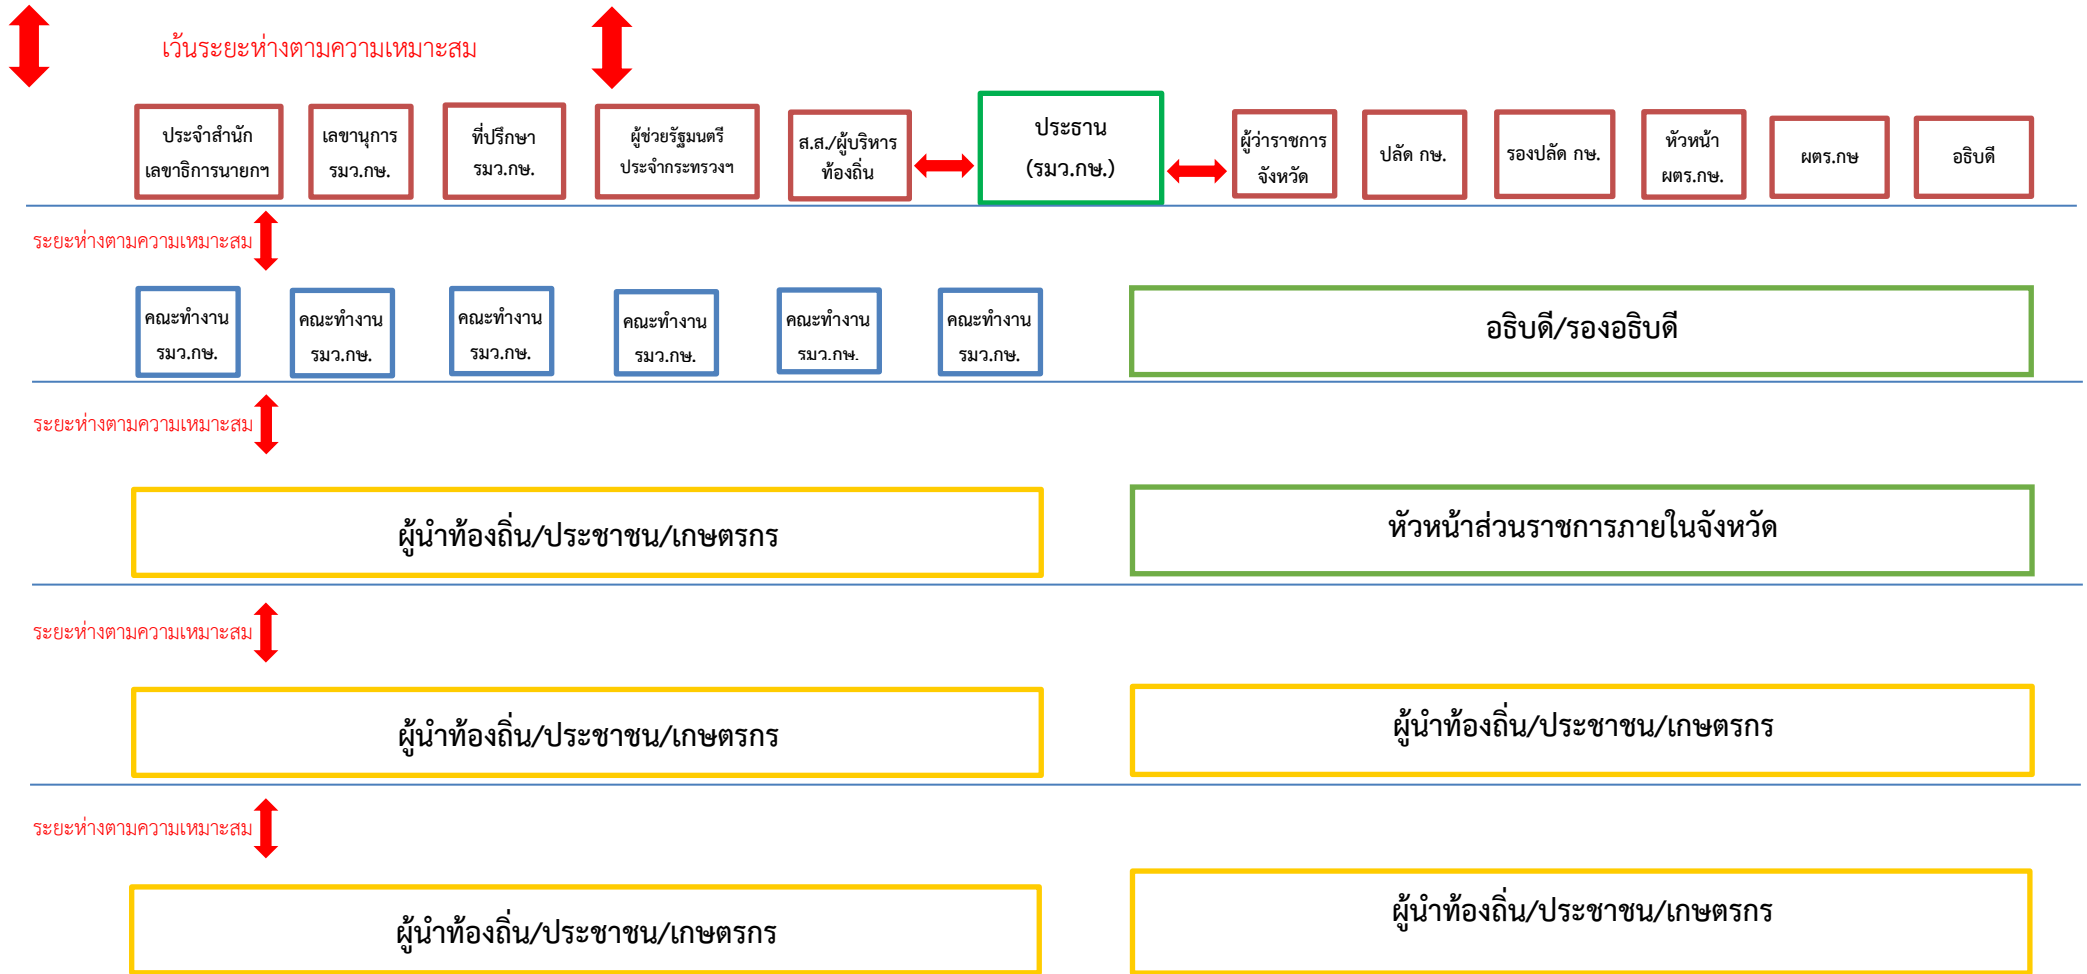 เว้นระยะห่างตามความเหมาะสม
ประจำสำนัก
เลขาธิการนายกฯ
เลขานุการ
รมว.กษ.
ที่ปรึกษา
รมว.กษ.
ผู้ช่วยรัฐมนตรี
ประจำกระทรวงฯ
ส.ส./ผู้บริหาร
ท้องถิ่น
ประธาน
(รมว.กษ.)
ผู้ว่าราชการ
จังหวัด
ปลัด กษ.
รองปลัด กษ.
หัวหน้า
ผตร.กษ.
ผตร.กษ
อธิบดี
ระยะห่างตามความเหมาะสม
คณะทำงาน
รมว.กษ.
คณะทำงาน
รมว.กษ.
คณะทำงาน
รมว.กษ.
คณะทำงาน
รมว.กษ.
คณะทำงาน
รมว.กษ.
คณะทำงาน
รมว.กษ.
อธิบดี/รองอธิบดี
ระยะห่างตามความเหมาะสม
ผู้นำท้องถิ่น/ประชาชน/เกษตรกร
หัวหน้าส่วนราชการภายในจังหวัด
ระยะห่างตามความเหมาะสม
ผู้นำท้องถิ่น/ประชาชน/เกษตรกร
ผู้นำท้องถิ่น/ประชาชน/เกษตรกร
ระยะห่างตามความเหมาะสม
ผู้นำท้องถิ่น/ประชาชน/เกษตรกร
ผู้นำท้องถิ่น/ประชาชน/เกษตรกร